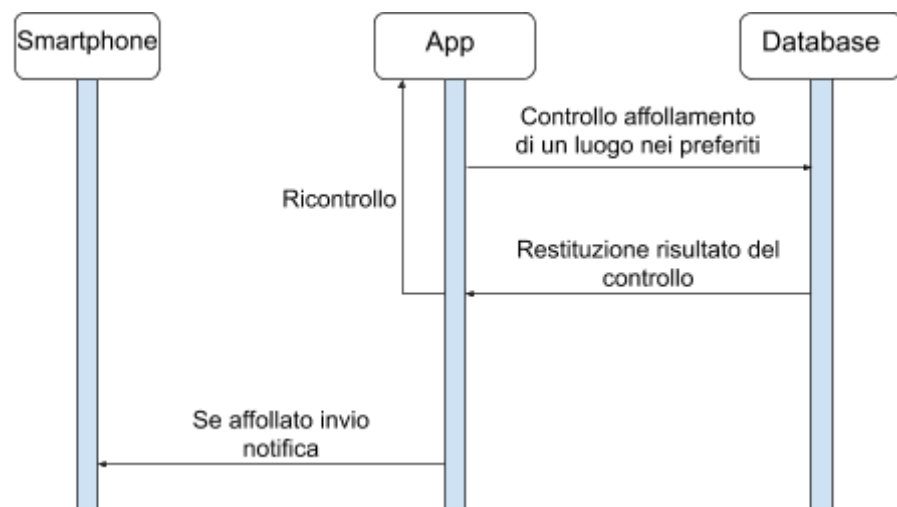 Smartphone
App
Database
Controllo affollamento
di un luogo nei preferiti
Ricontrollo
Restituzione risultato del
controllo
Se affollato invio
notifica